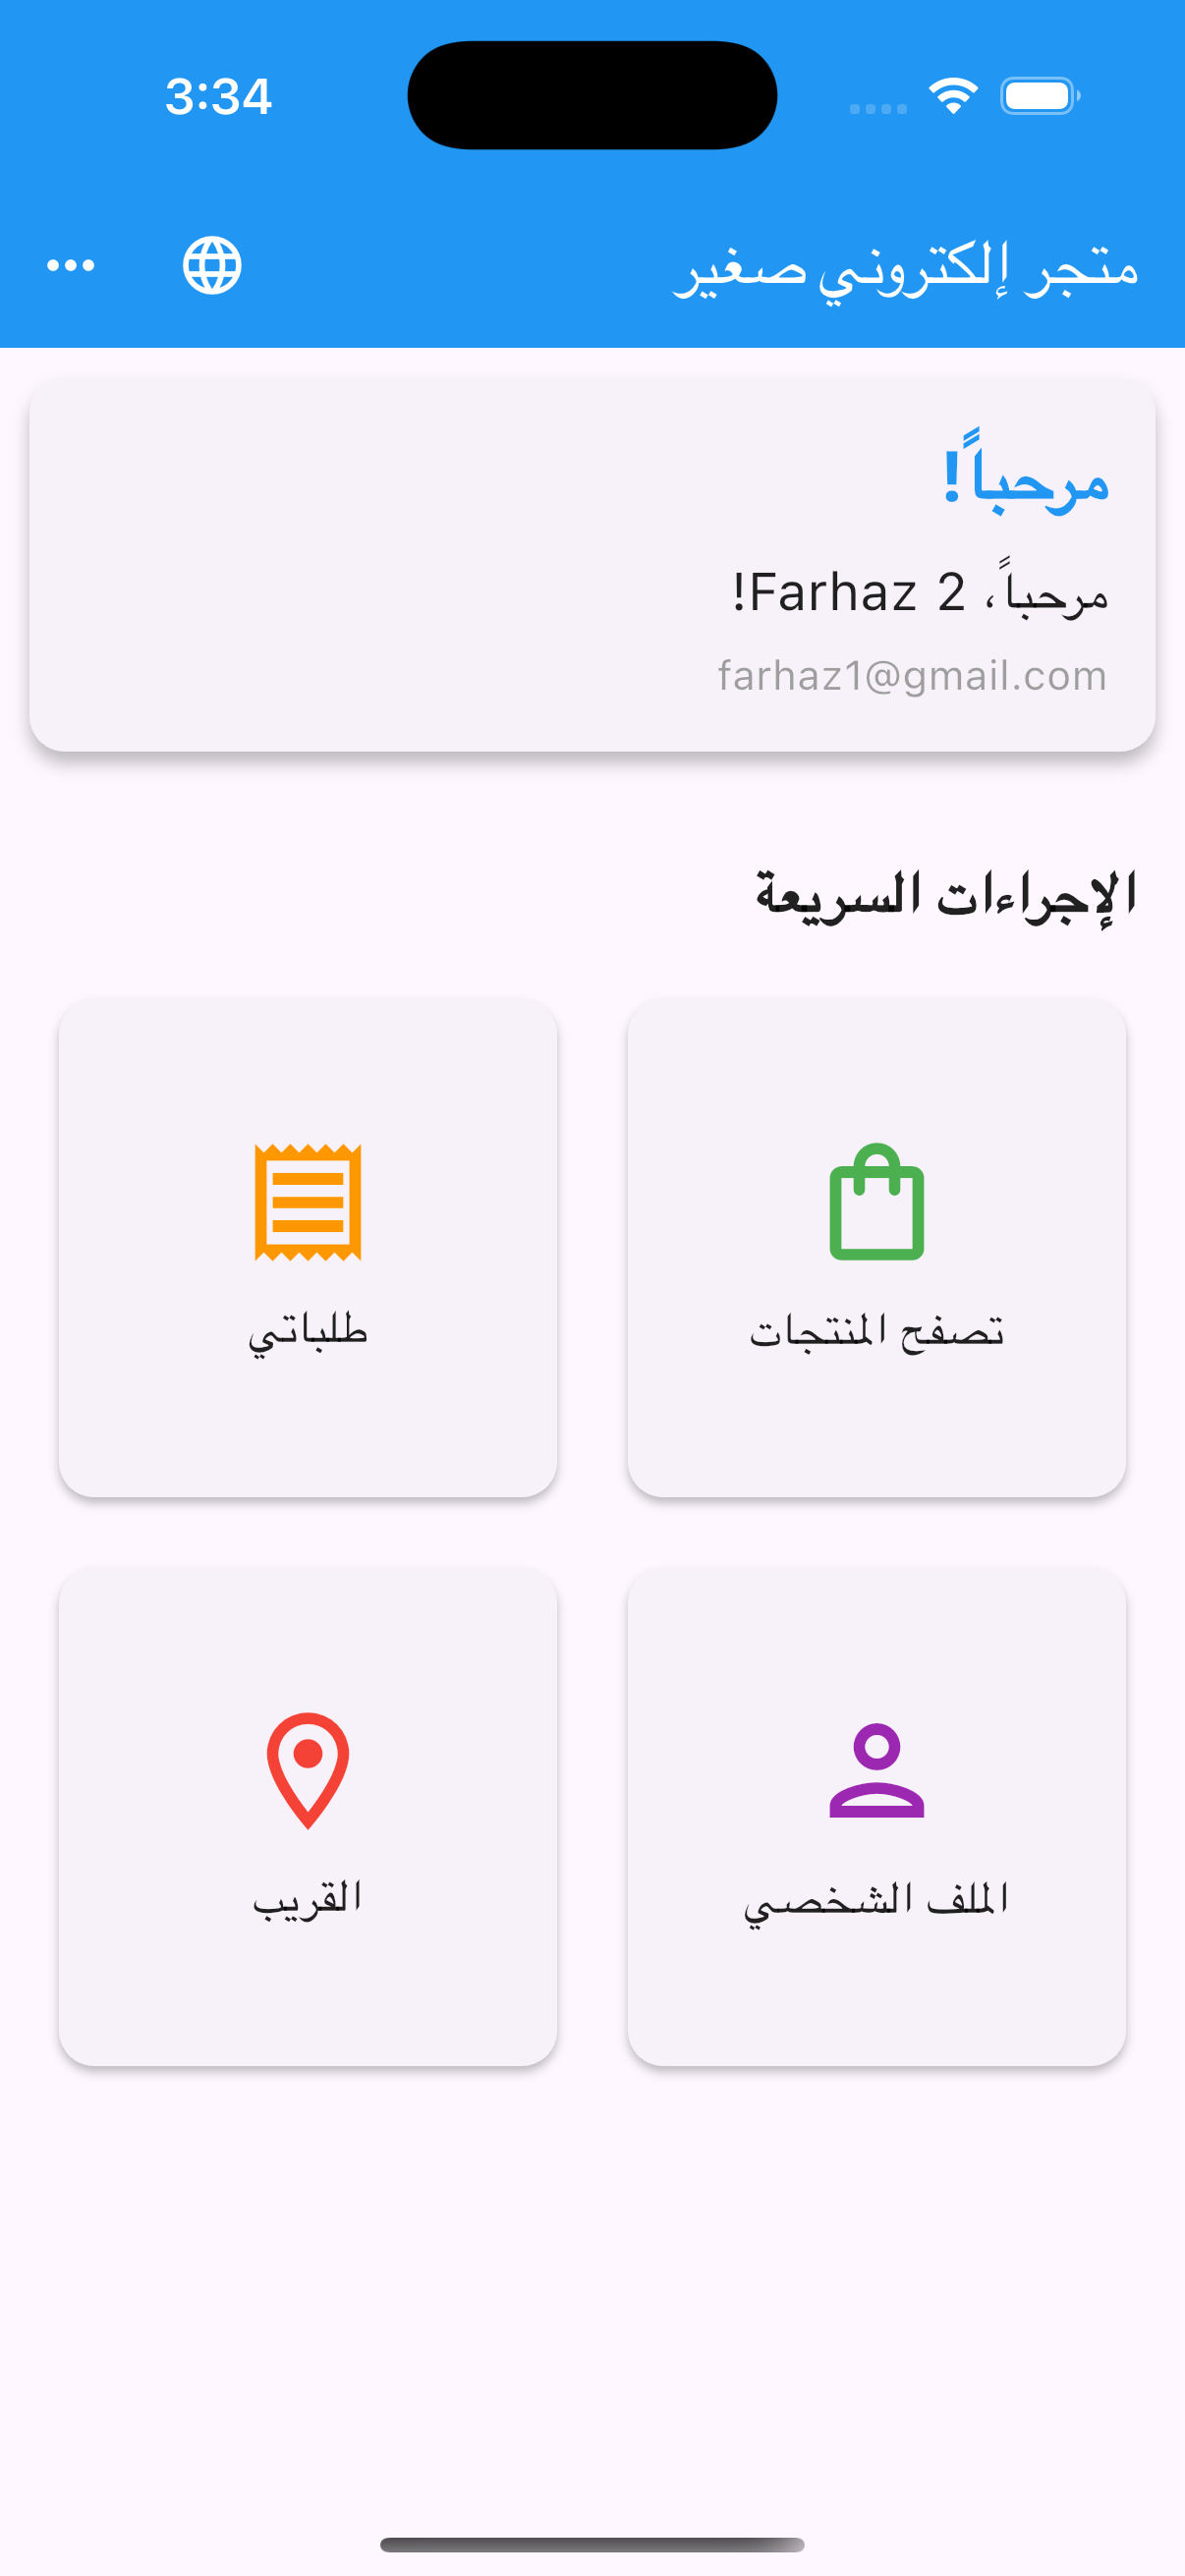 3:34
متجر إلكتروني صغير
مرحباً!
مرحباً، Farhaz 2!
farhaz1@gmail.com
الإجراءات السريعة
تصفح المنتجات
طلباتي
الملف الشخصي
القريب